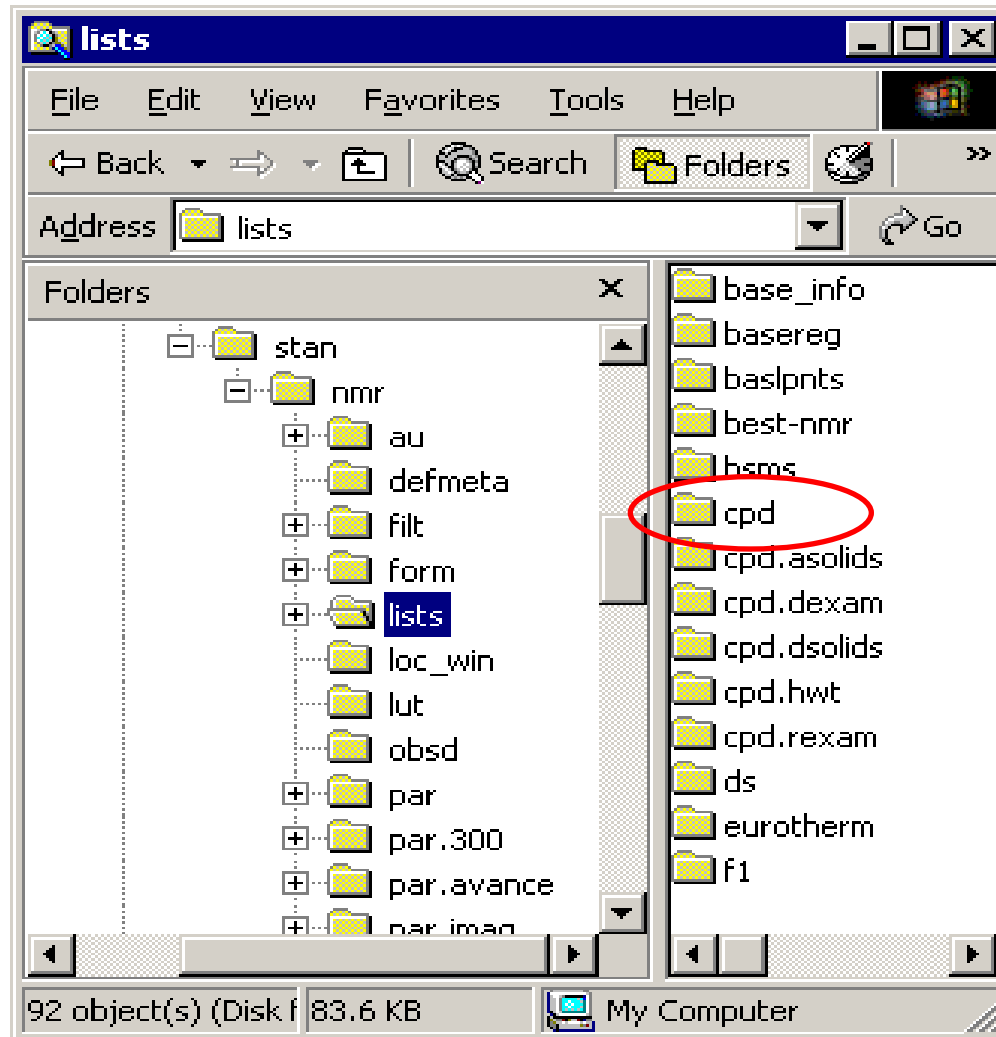 lists
File Edit View Favorites Tools Help
Back Search Folders »
Address lists Go
Folders
stan
nmr
au
defmeta
filt
form
lists
loc_win
lut
obsd
par
par.300
par.avance
par.imag
base_info
basereg
baslpnts
best-nmr
bsms
cpd
cpd.asolids
cpd.dexam
cpd.dsolids
cpd.hwt
cpd.rexam
ds
eurotherm
f1
92 object(s) (Disk f 83.6 KB My Computer